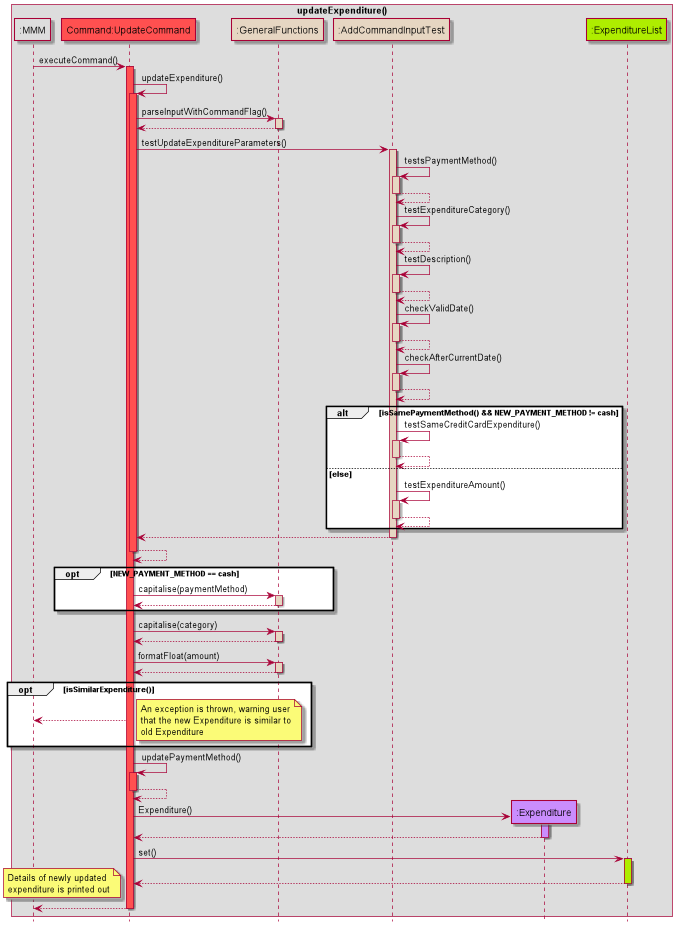 updateExpenditure()
:MMM
Command:UpdateCommand
:GeneralFunctions
:AddCommandInputTest
:ExpenditureList
executeCommand()
updateExpenditure()
parseInputWithCommandFlag()
testUpdateExpenditureParameters()
testsPaymentMethod()
testExpenditureCategory()
testDescription()
checkValidDate()
checkAfterCurrentDate()
alt
[isSamePaymentMethod() && NEW_PAYMENT_METHOD != cash]
testSameCreditCardExpenditure()
[else]
testExpenditureAmount()
opt
[NEW_PAYMENT_METHOD == cash]
capitalise(paymentMethod)
capitalise(category)
formatFloat(amount)
opt
[isSimilarExpenditure()]
An exception is thrown, warning user
that the new Expenditure is similar to
old Expenditure
updatePaymentMethod()
Expenditure()
:Expenditure
set()
Details of newly updated
expenditure is printed out